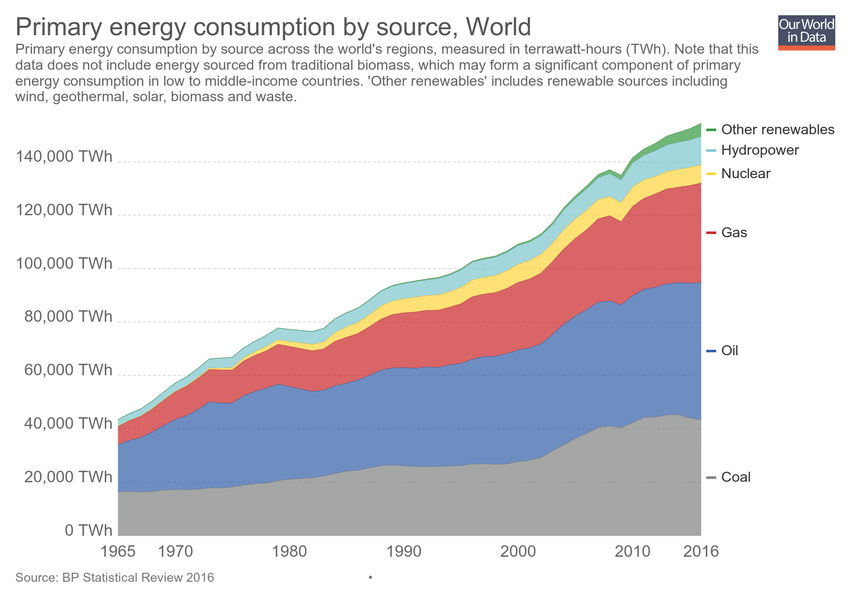 Primary energy consumption by source, World
Our World
in Data
Primary energy consumption by source across the world's regions, measured in terrawatt-hours (TWh). Note that this
data does not include energy sourced from traditional biomass, which may form a significant component of primary
energy consumption in low to middle-income countries. 'Other renewables' includes renewable sources including
wind, geothermal, solar, biomass and waste.
Other renewables
Hydropower
140,000 TWh
Nuclear
120,000 TWh
Gas
100,000 TWh
80,000 TWh
Oil
60,000 TWh
40,000 TWh
Coal
20,000 TWh
0 TWh
1965 1970 1980 1990 2000 2010 2016
Source: BP Statistical Review 2016